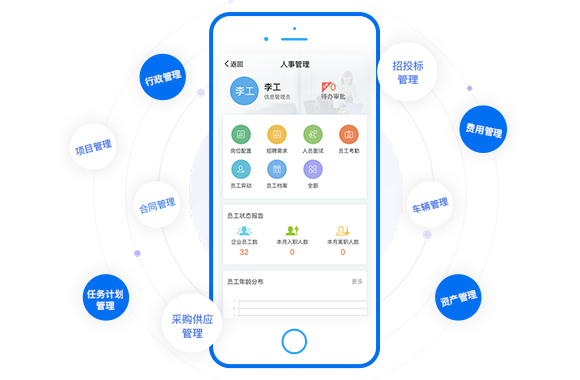 行政管理
项目管理
合同管理
任务计划
管理
采购供应
管理
返回
人事管理
李工
李工
信息管理员
0
待办审批
岗位配置
招聘需求
人员面试
员工考勤
员工异动
员工档案
全部
员工状态报告
企业员工数
本月入职人数
本月离职人数
32
0
0
员工年龄分布
更多
招投标
管理
费用管理
车辆管理
资产管理